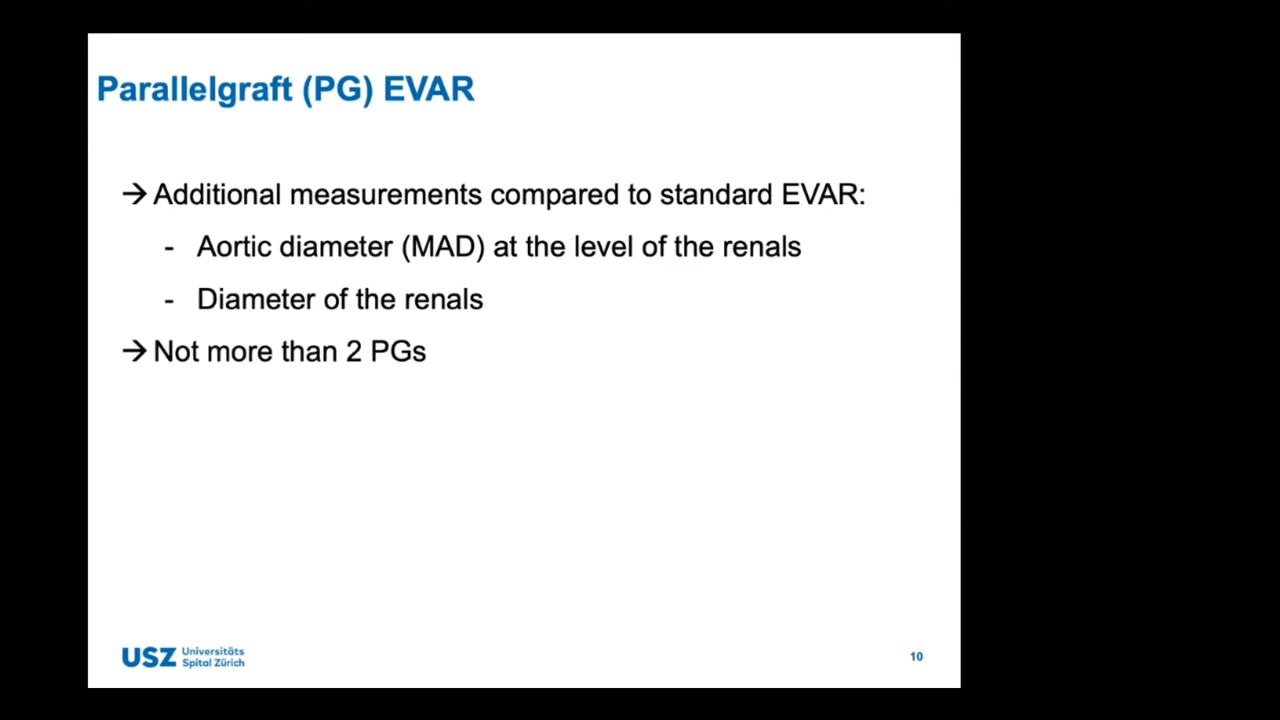 Parallelgraft (PG) EVAR
→ Additional measurements compared to standard EVAR:
- Aortic diameter (MAD) at the level of the renals
- Diameter of the renals
→ Not more than 2 PGs
USZ Universitäts
Spital Zürich
10